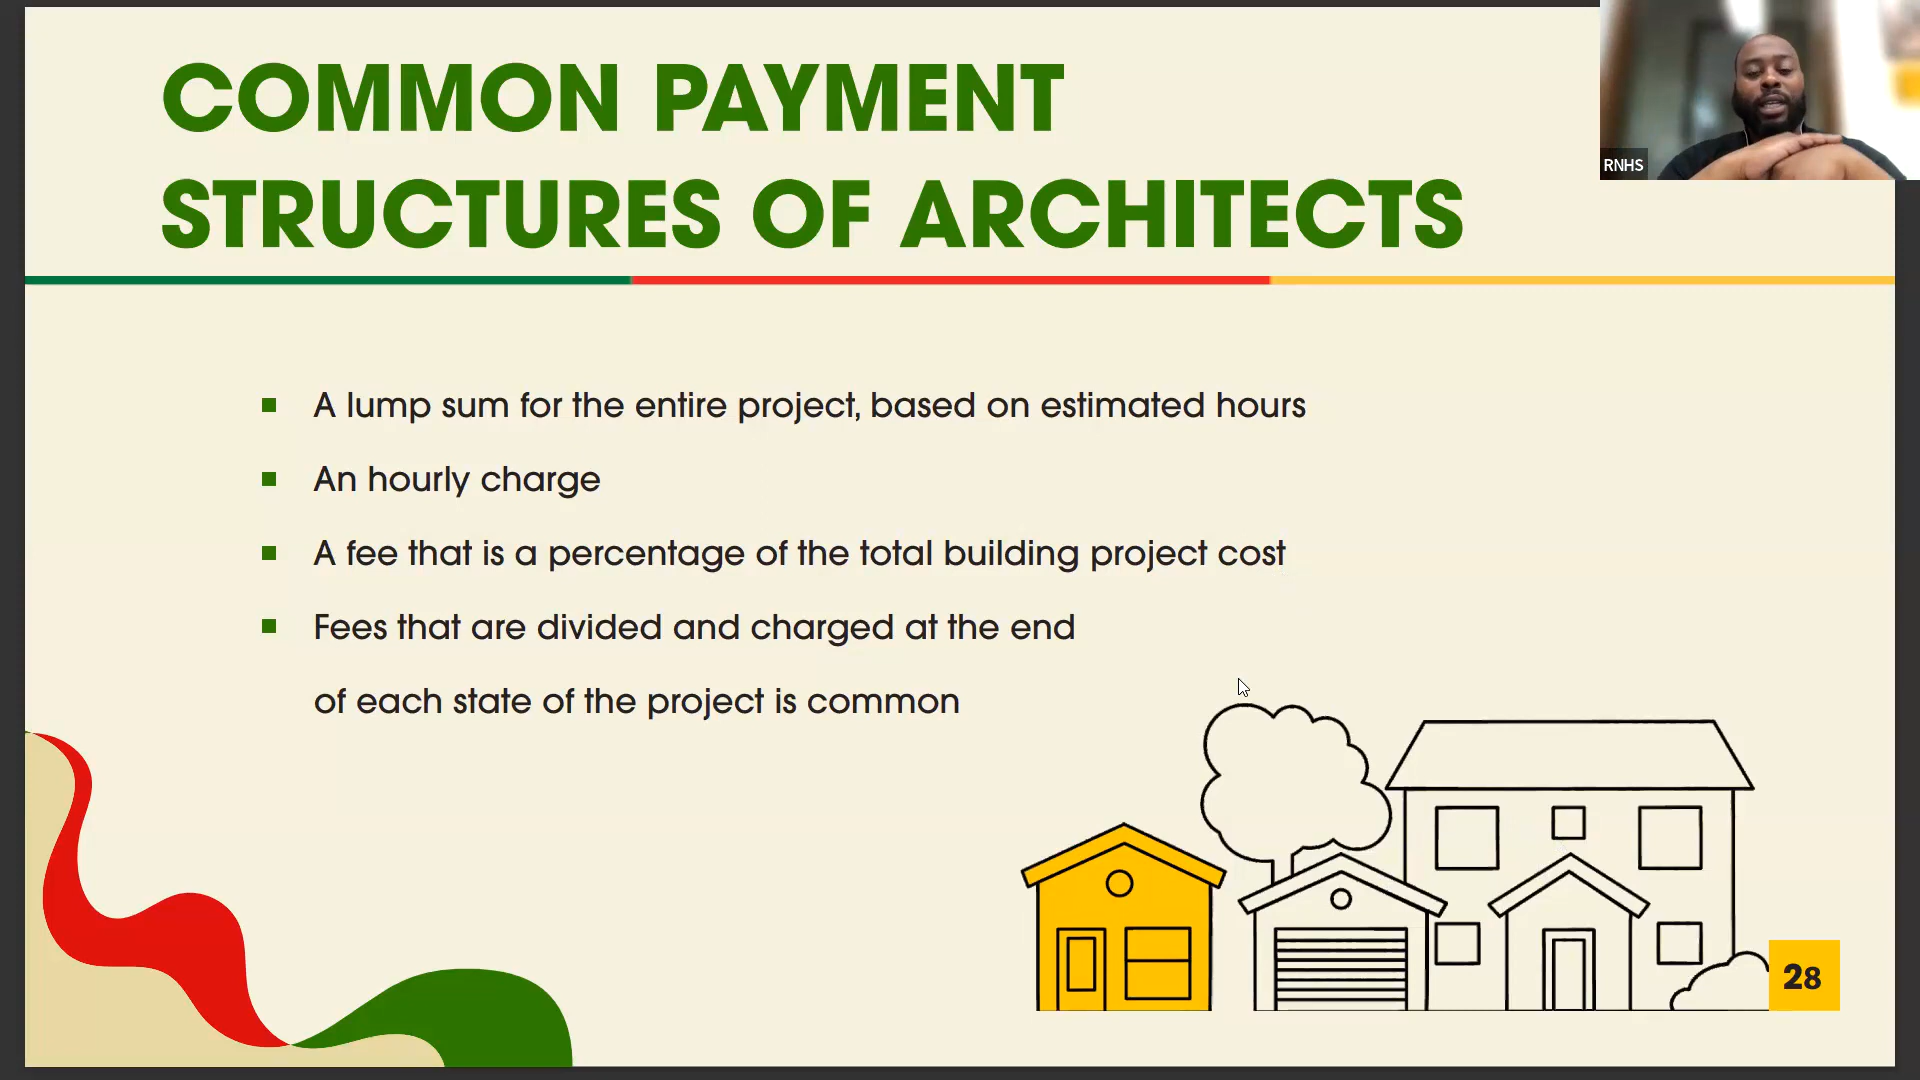 COMMON PAYMENT
STRUCTURES OF ARCHITECTS
RNHS
A lump sum for the entire project, based on estimated hours
An hourly charge
A fee that is a percentage of the total building project cost
Fees that are divided and charged at the end
of each state of the project is common
28